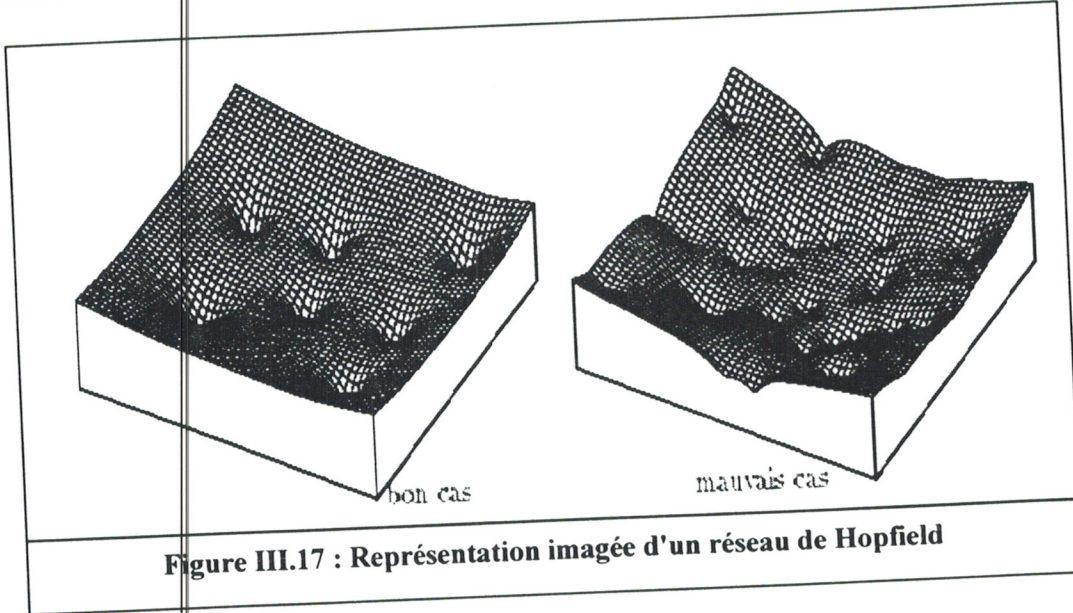 bon cas
mauvais cas
Figure III.17 : Représentation imagée d'un réseau de Hopfield